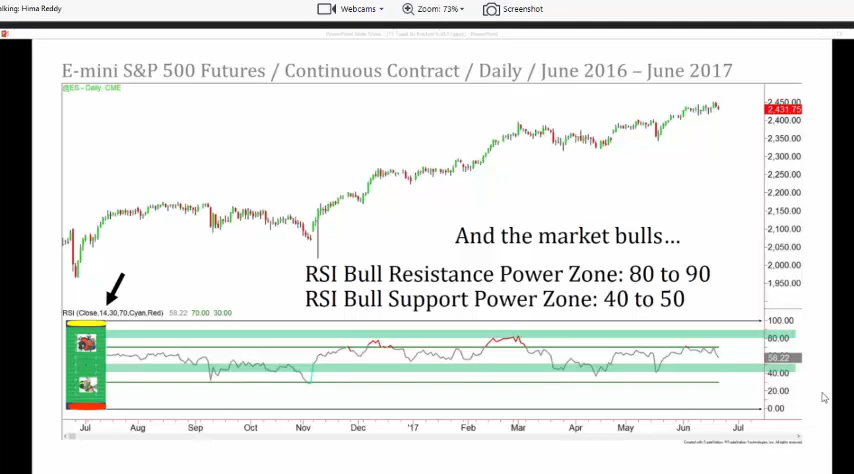 alking: Hima Reddy
Webcams
Zoom: 73%
Screenshot
E-mini S&P 500 Futures / Continuous Contract / Daily / June 2016 – June 2017
@ES - Daily CME
2,450.00
2,431.75
2,400.00
2,350.00
2,300.00
2,250.00
2,200.00
2,150.00
2,100.00
2,050.00
2,000.00
1,950.00
And the market bulls...
RSI Bull Resistance Power Zone: 80 to 90
RSI Bull Support Power Zone: 40 to 50
RSI (Close,14,30,70,Cyan,Red) 58.22 70.00 30.00
100.00
80.00
58.22
40.00
20.00
0.00
Jul Aug Sep Oct Nov Dec '17 Feb Mar Apr May Jun Jul